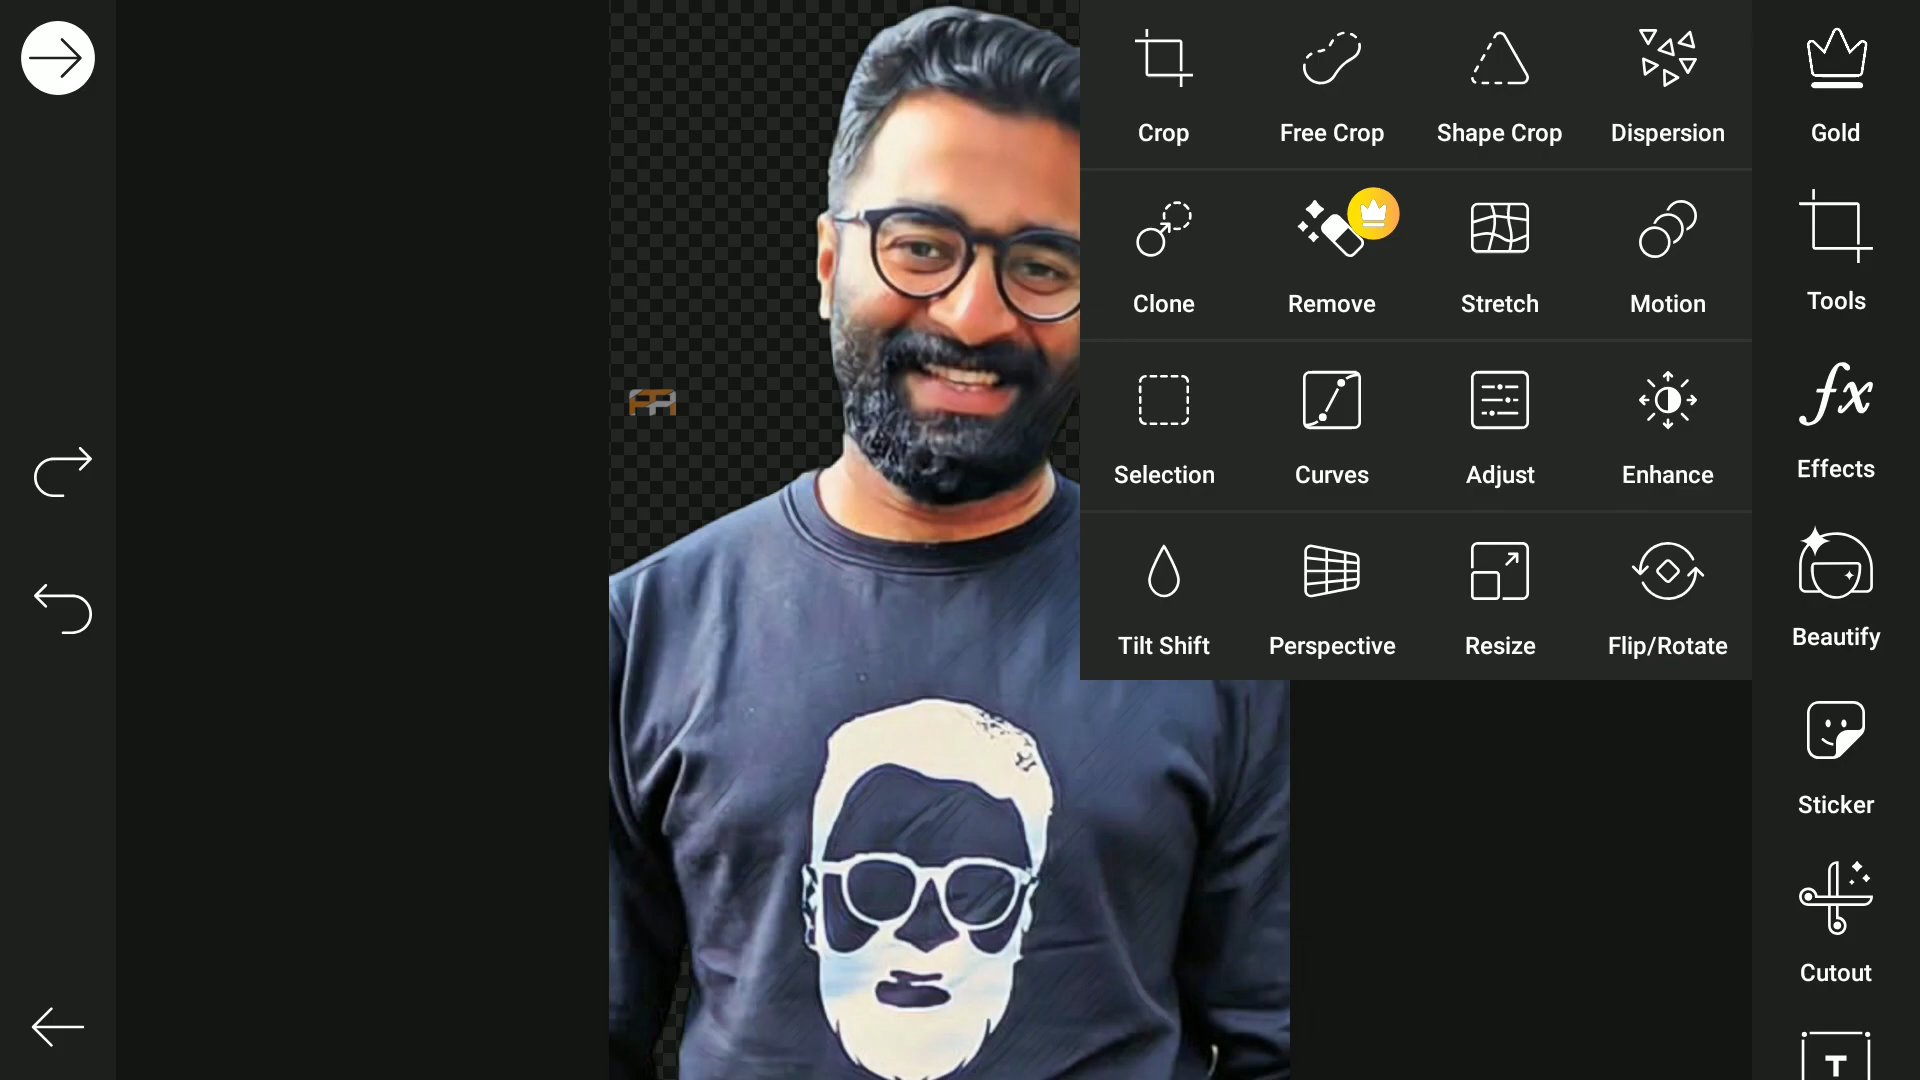 Crop Free Crop Shape Crop Dispersion Gold
Clone Remove Stretch Motion Tools
Selection Curves Adjust Enhance Effects
Tilt Shift Perspective Resize Flip/Rotate Beautify
Sticker
Cutout
T